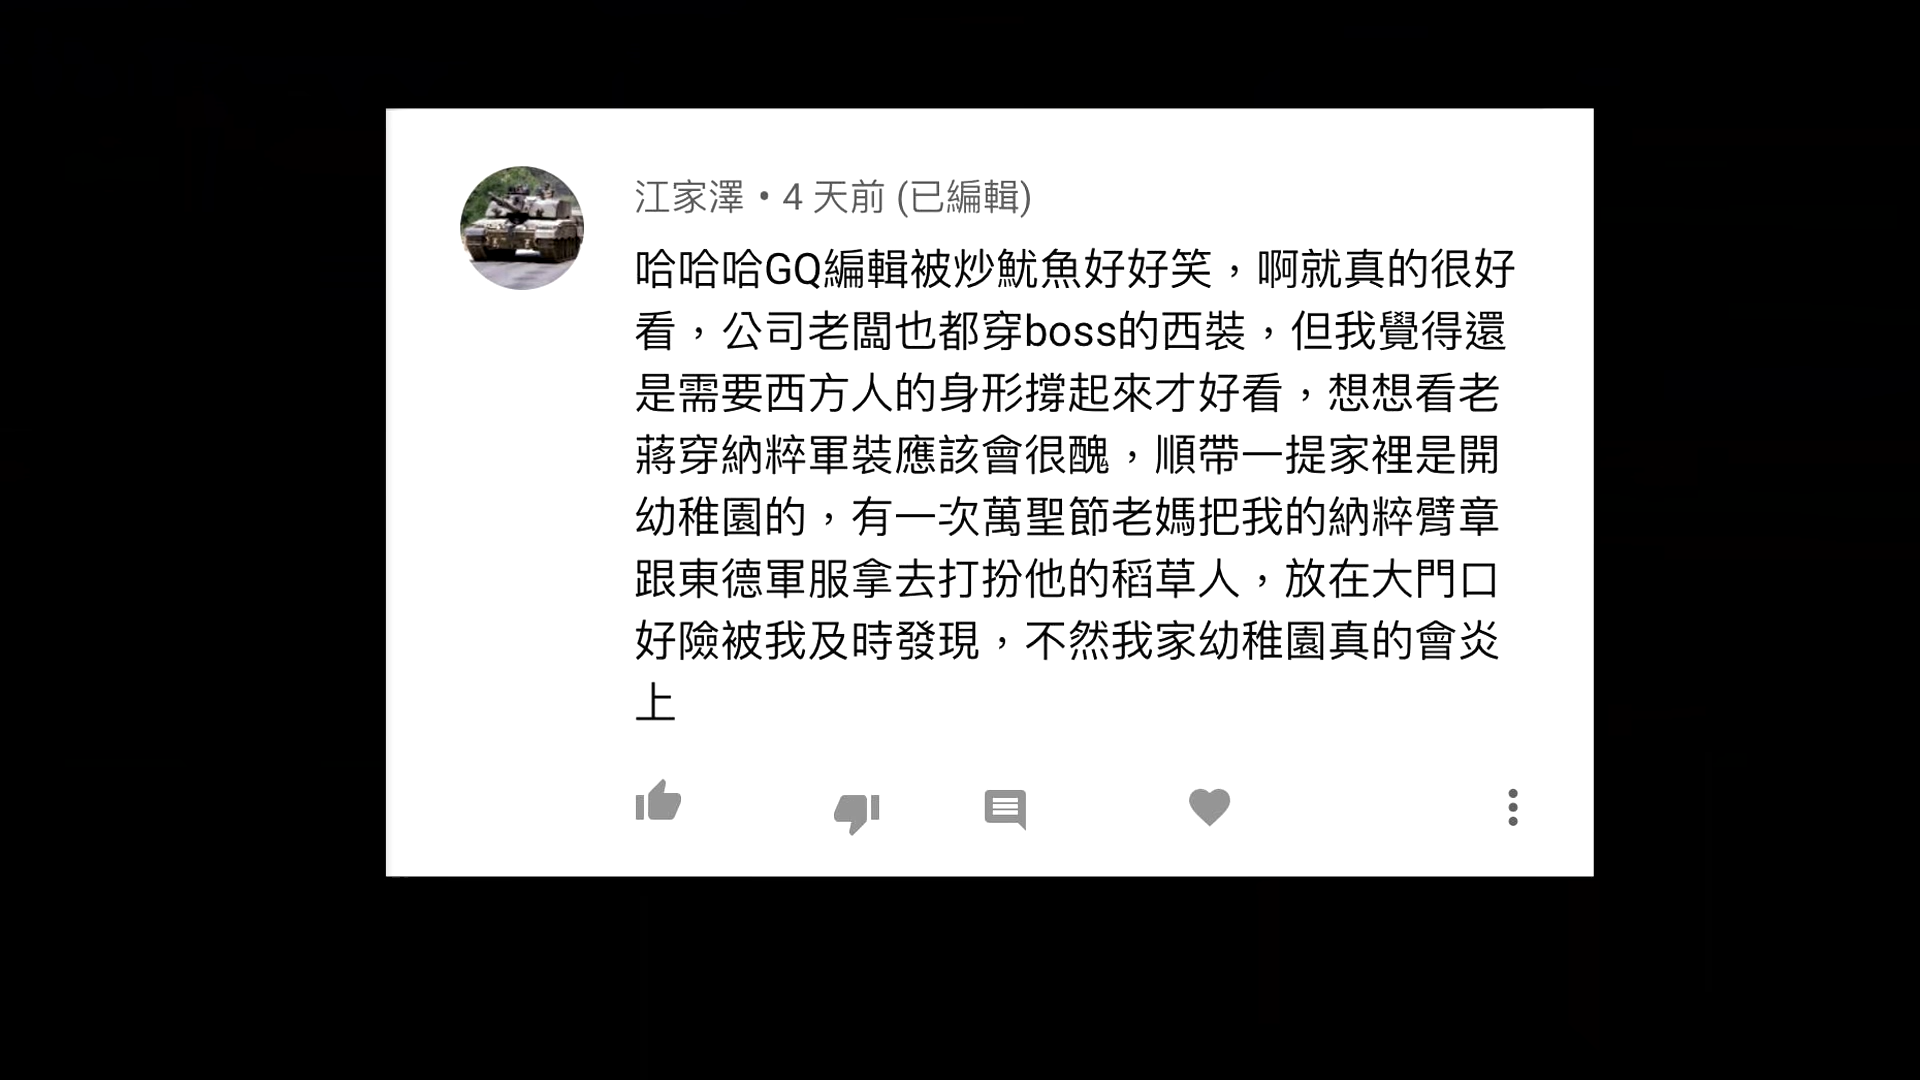 江家澤 • 4 天前 (已編輯)
哈哈哈GQ編輯被炒魷魚好好笑，啊就真的很好
看，公司老闆也都穿boss的西裝，但我覺得還
是需要西方人的身形撐起來才好看，想想看老
蔣穿納粹軍裝應該會很醜，順帶一提家裡是開
幼稚園的，有一次萬聖節老媽把我的納粹臂章
跟東德軍服拿去打扮他的稻草人，放在大門口
好險被我及時發現，不然我家幼稚園真的會炎
上